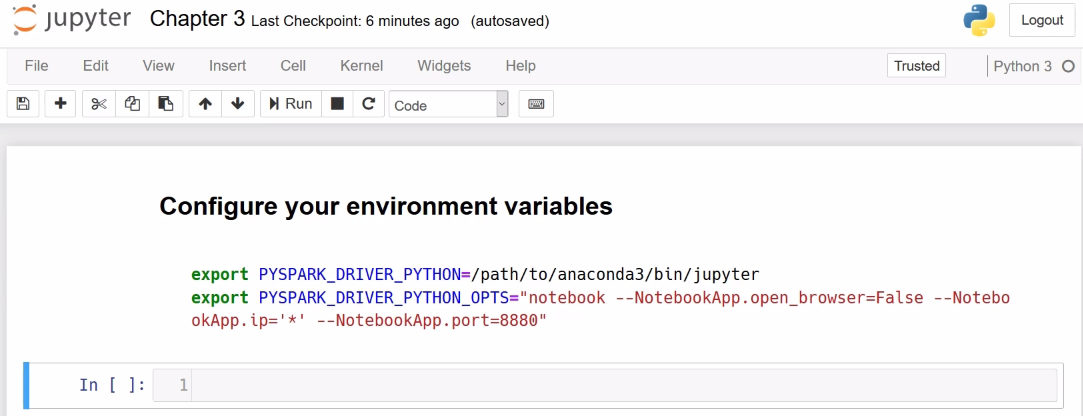 jupyter Chapter 3 Last Checkpoint: 6 minutes ago (autosaved) Logout
File Edit View Insert Cell Kernel Widgets Help Trusted Python 3
Run Code
Configure your environment variables
export PYSPARK_DRIVER_PYTHON=/path/to/anaconda3/bin/jupyter
export PYSPARK_DRIVER_PYTHON_OPTS="notebook --NotebookApp.open_browser=False --Notebo
okApp.ip='*' --NotebookApp.port=8880"
In [ ]: 1